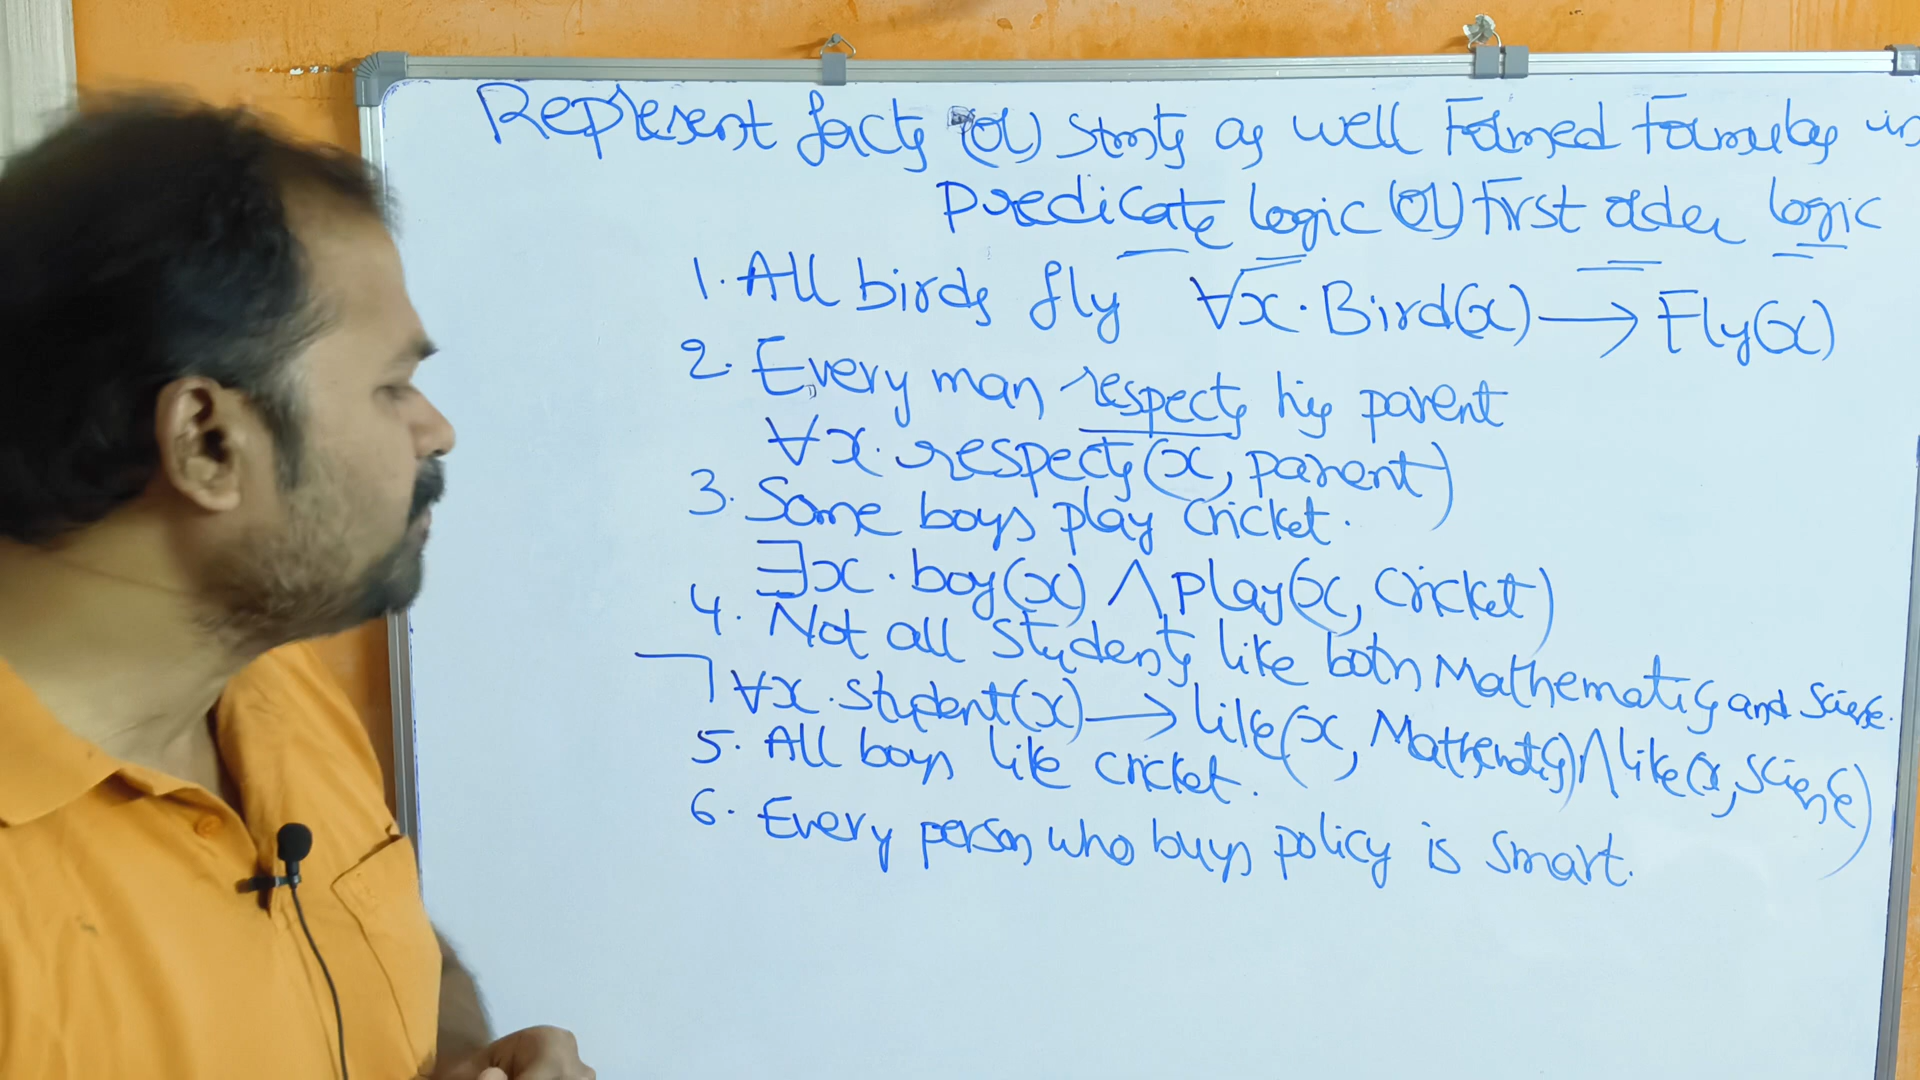 Represent facts (or) Stmts as well Formed Formulas in
predicate logic (or) First order logic
1. All birds fly ∀x. Bird(x) → Fly(x)
2. Every man respects his parent
∀x. respects(x, parent)
3. Some boys play cricket.
∃x. boy(x) ∧ play(x, cricket)
4. Not all students like both Mathematics and Science.
¬∀x. student(x) → like(x, Mathematics) ∧ like(x, Science)
5. All boys like cricket.
6. Every person who buys policy is smart.